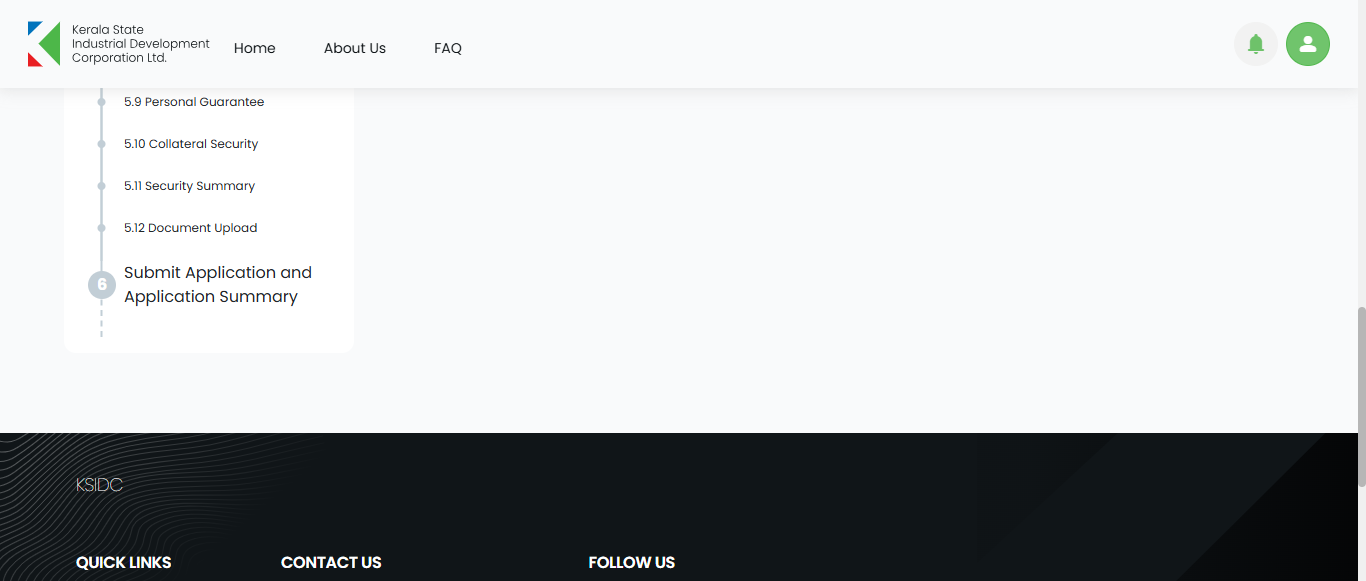 Kerala State
Industrial Development
Corporation Ltd.
Home About Us FAQ
5.9 Personal Guarantee
5.10 Collateral Security
5.11 Security Summary
5.12 Document Upload
6
Submit Application and
Application Summary
KSIDC
QUICK LINKS CONTACT US FOLLOW US